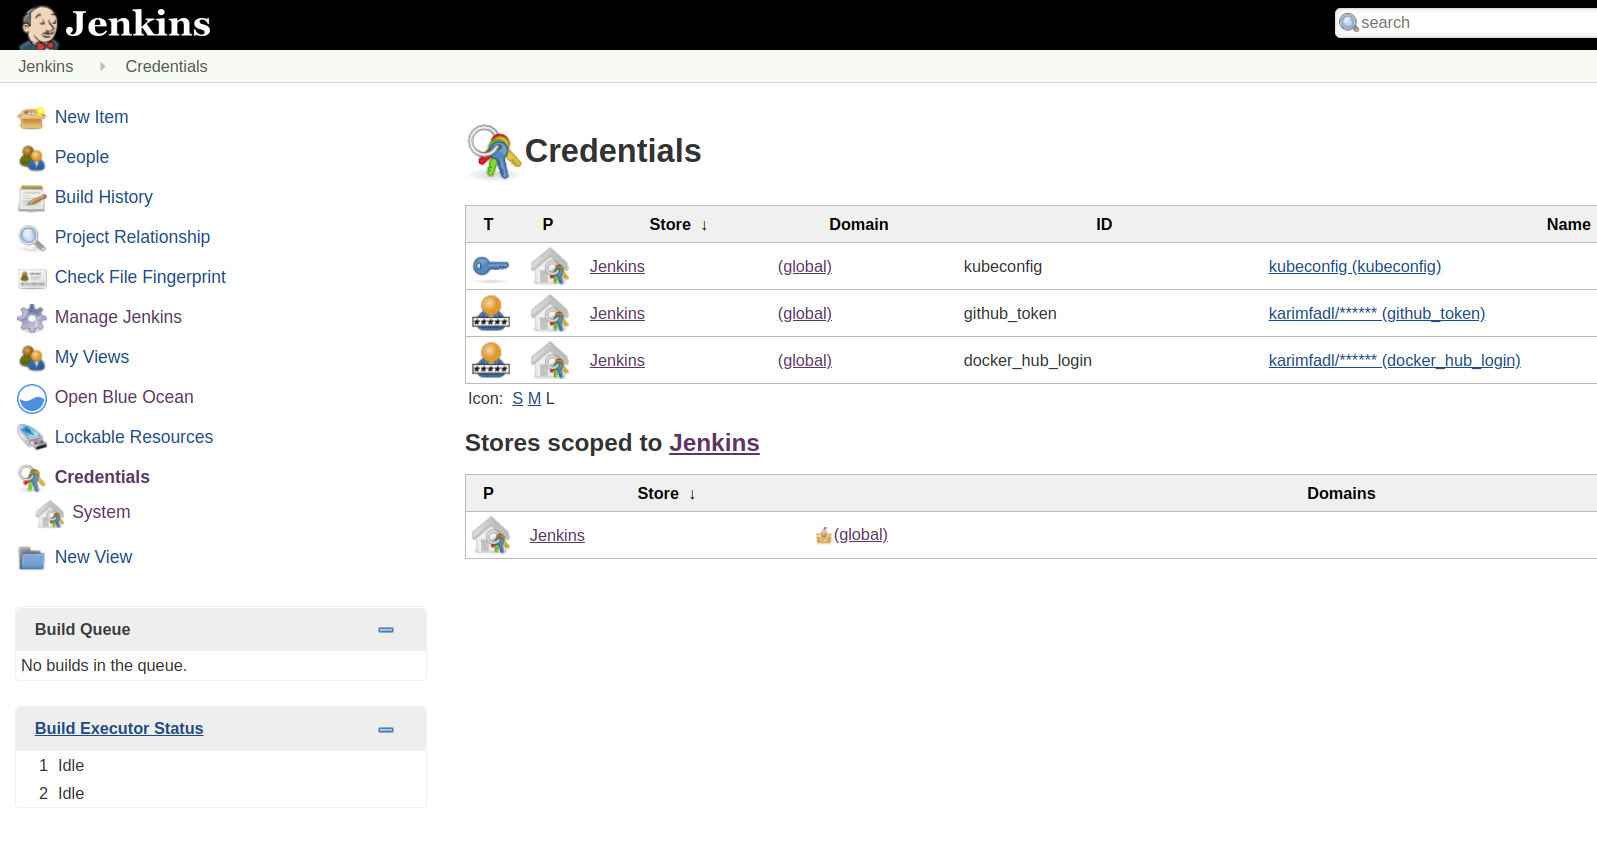 Jenkins
search
Jenkins Credentials
New Item
People
Build History
Project Relationship
Check File Fingerprint
Manage Jenkins
My Views
Open Blue Ocean
Lockable Resources
Credentials
System
New View
Build Queue
No builds in the queue.
Build Executor Status
1 Idle
2 Idle
Credentials
T P Store ↓ Domain ID Name
Jenkins (global) kubeconfig kubeconfig (kubeconfig)
Jenkins (global) github_token karimfadl/****** (github_token)
Jenkins (global) docker_hub_login karimfadl/****** (docker_hub_login)
Icon: S M L
Stores scoped to Jenkins
P Store ↓ Domains
Jenkins (global)